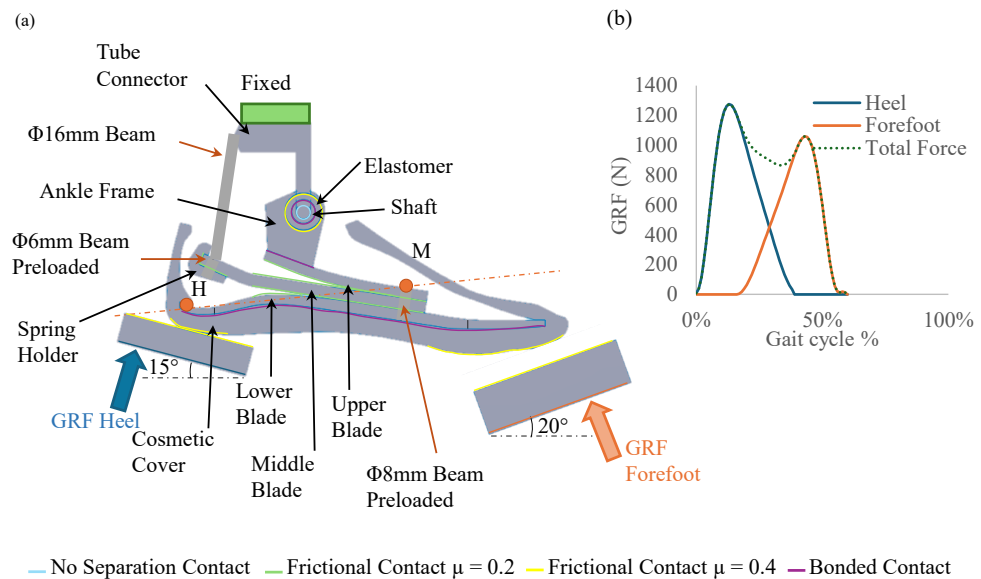 (a)
Tube
Connector
Fixed
Φ16mm Beam
Elastomer
Ankle Frame
Shaft
Φ6mm Beam
Preloaded
M
H
Spring
Holder
15°
GRF Heel
Cosmetic
Cover
Lower
Blade
Middle
Blade
Upper
Blade
Φ8mm Beam
Preloaded
20°
GRF
Forefoot
(b)
1400
1200
1000
800
600
400
200
0
GRF (N)
Heel
Forefoot
Total Force
0%
50%
100%
Gait cycle %
No Separation Contact
Frictional Contact µ = 0.2
Frictional Contact µ = 0.4
Bonded Contact